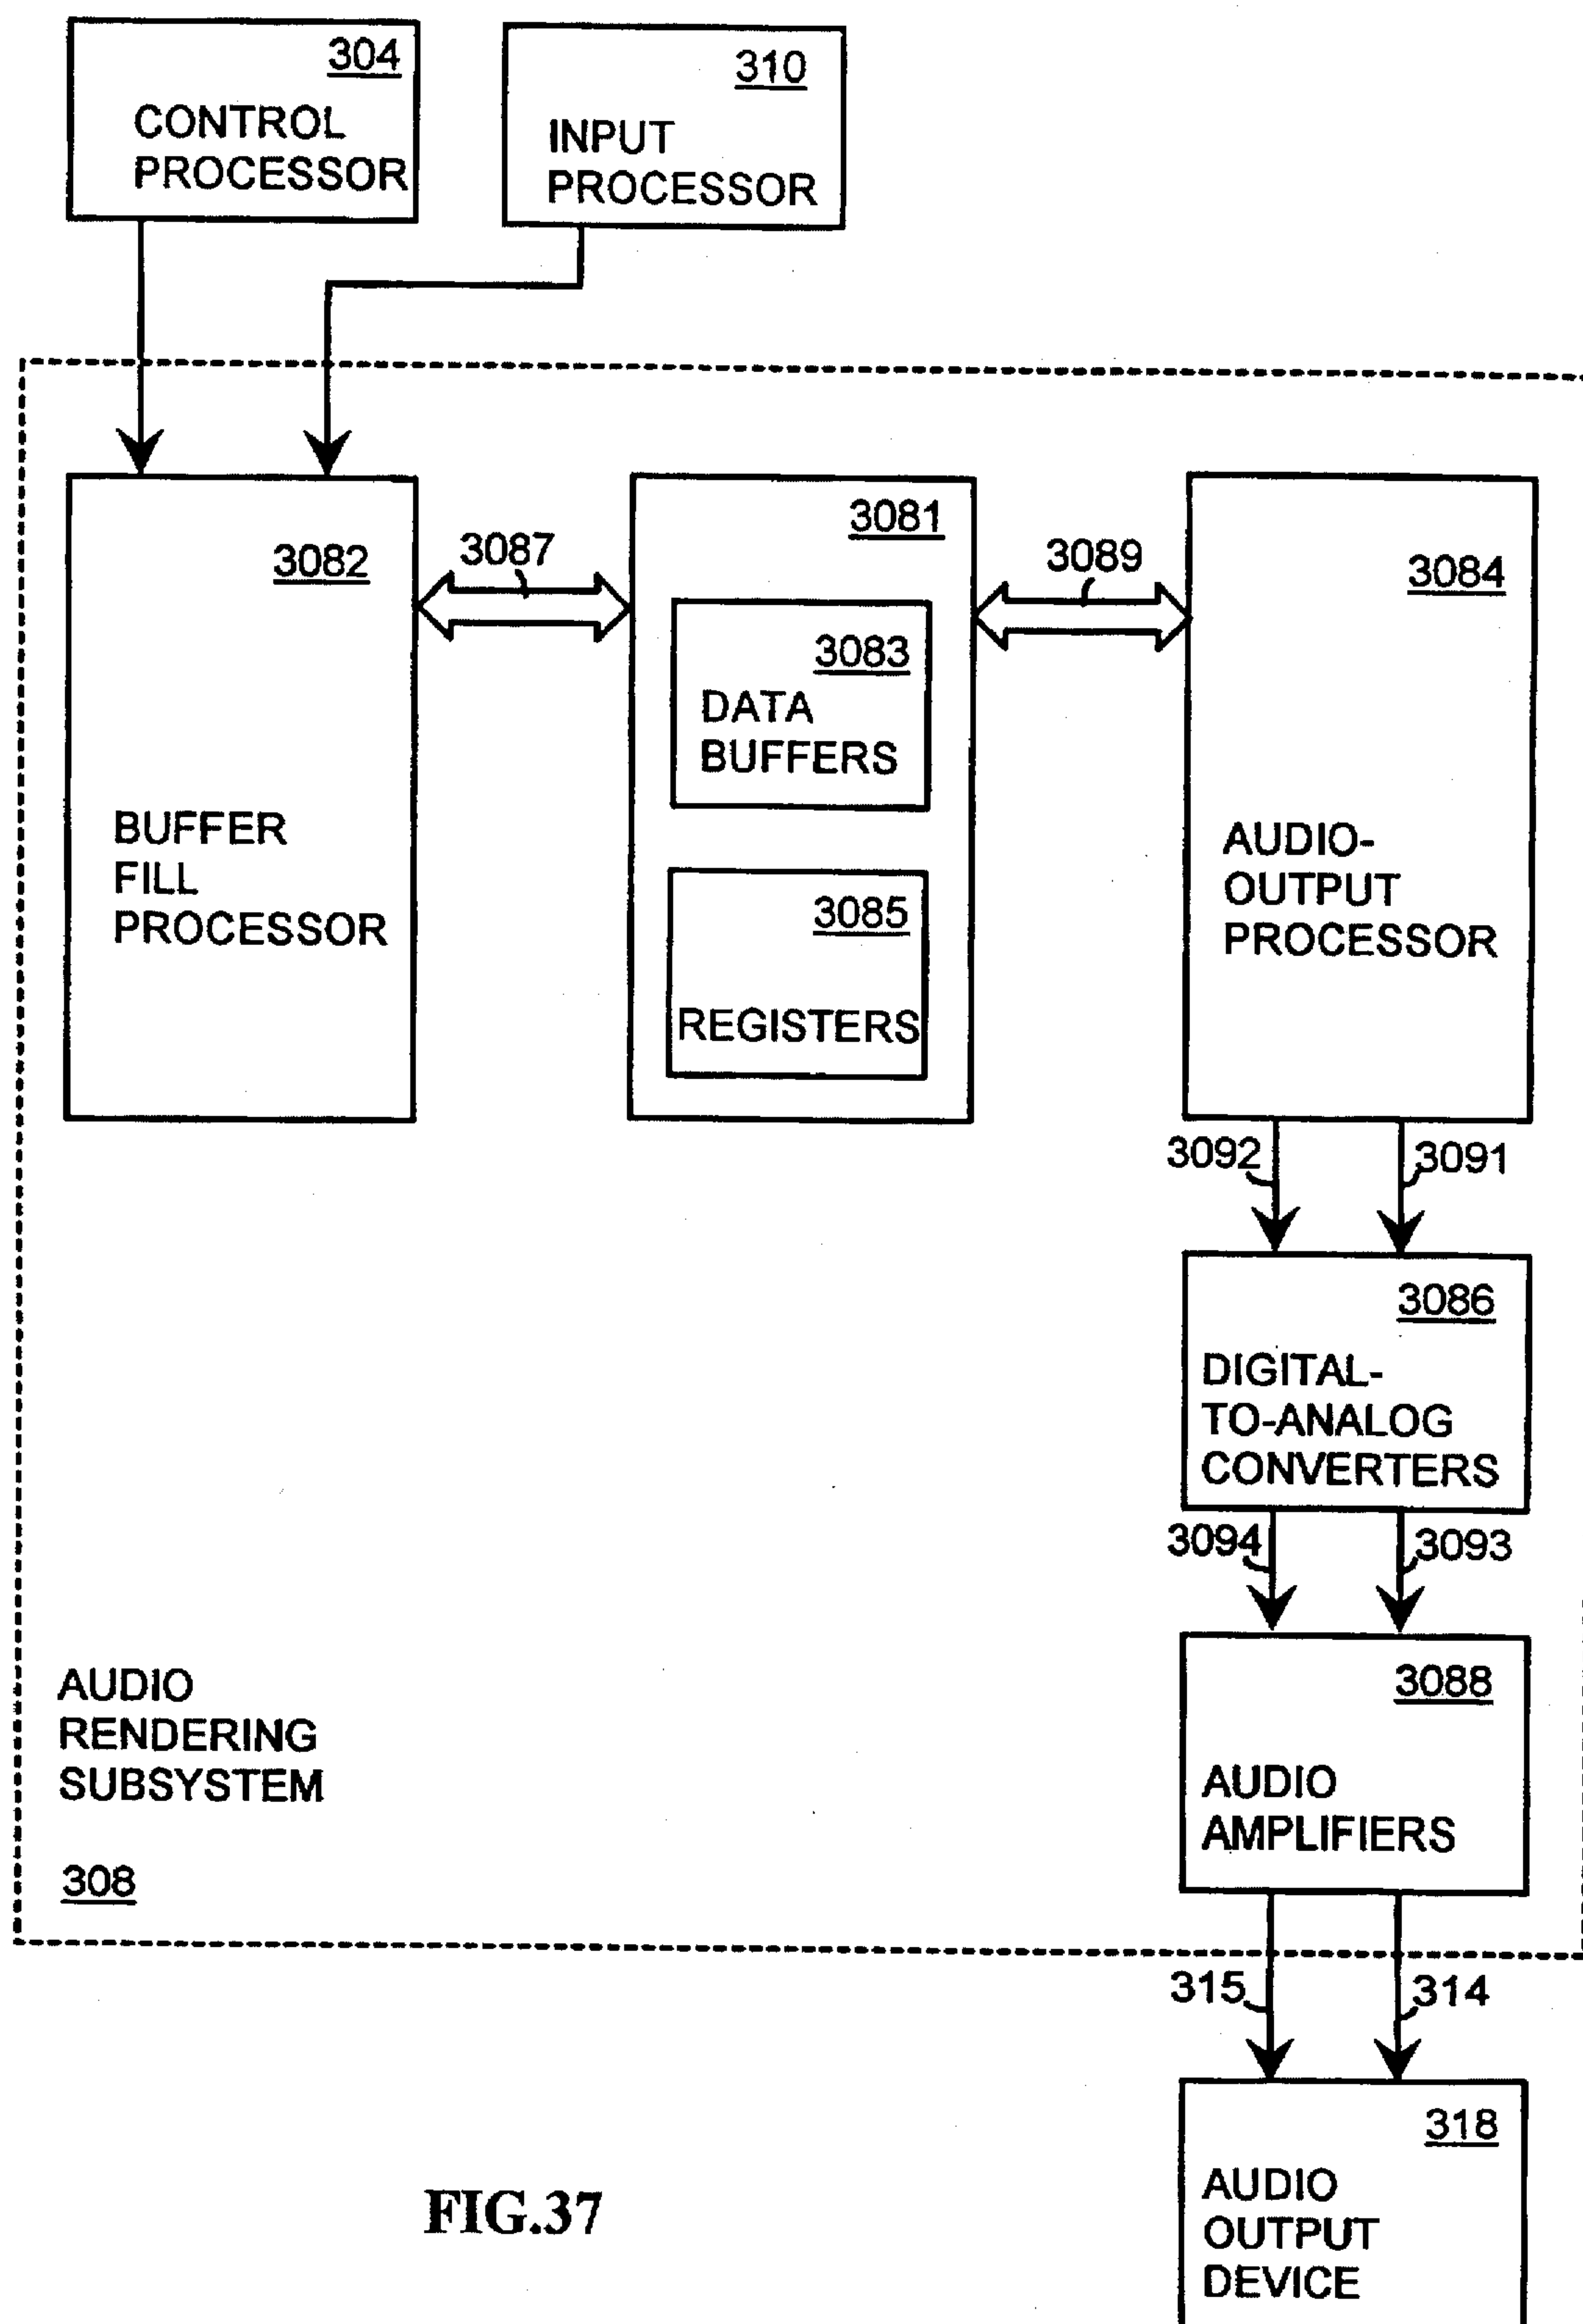 304
CONTROL
PROCESSOR
310
INPUT
PROCESSOR
3082
BUFFER
FILL
PROCESSOR
3087
3081
3083
DATA
BUFFERS
3085
REGISTERS
3089
3084
AUDIO-
OUTPUT
PROCESSOR
3092
3091
3086
DIGITAL-
TO-ANALOG
CONVERTERS
3094
3093
3088
AUDIO
AMPLIFIERS
AUDIO
RENDERING
SUBSYSTEM
308
315
314
318
AUDIO
OUTPUT
DEVICE
FIG.37